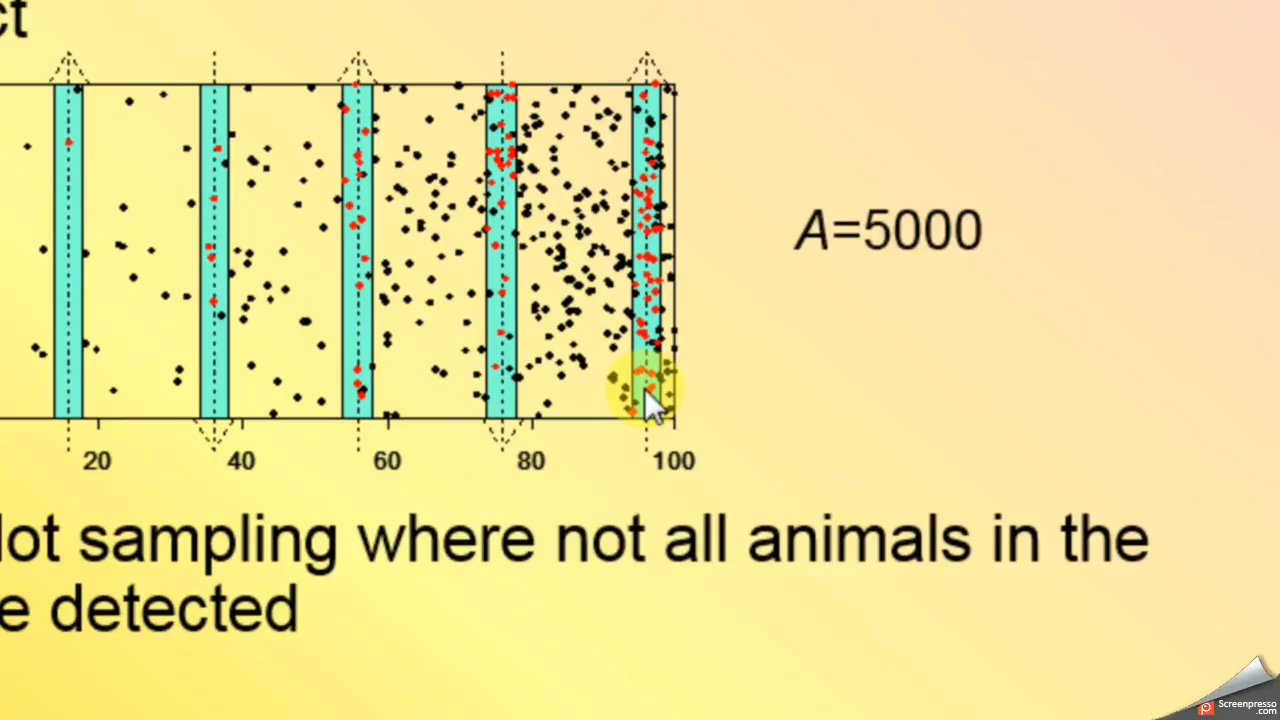 ct
A=5000
20 40 60 80 100
lot sampling where not all animals in the
e detected
Screenpresso
.com